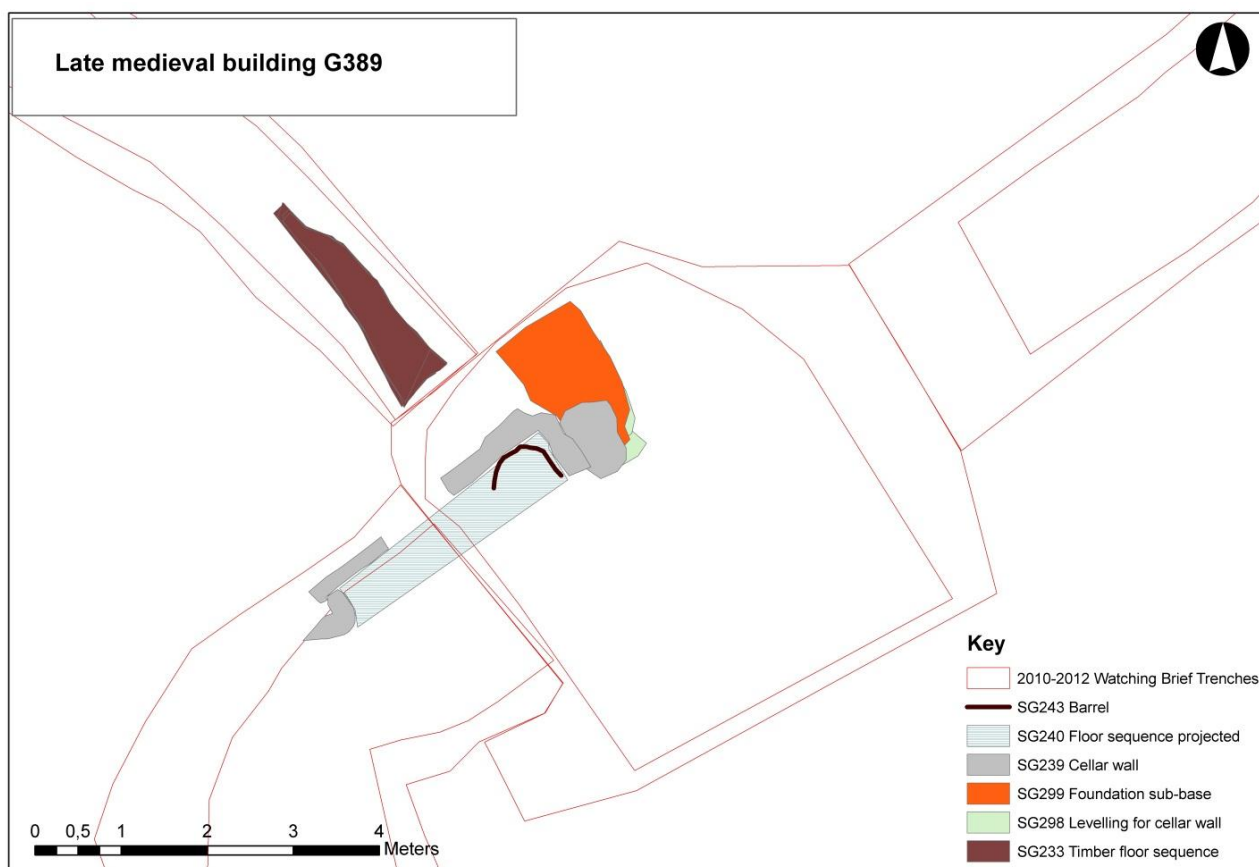 Late medieval building G389
Key
2010-2012 Watching Brief Trenches
SG243 Barrel
SG240 Floor sequence projected
SG239 Cellar wall
SG299 Foundation sub-base
SG298 Levelling for cellar wall
SG233 Timber floor sequence
0 0,5 1 2 3 4
Meters